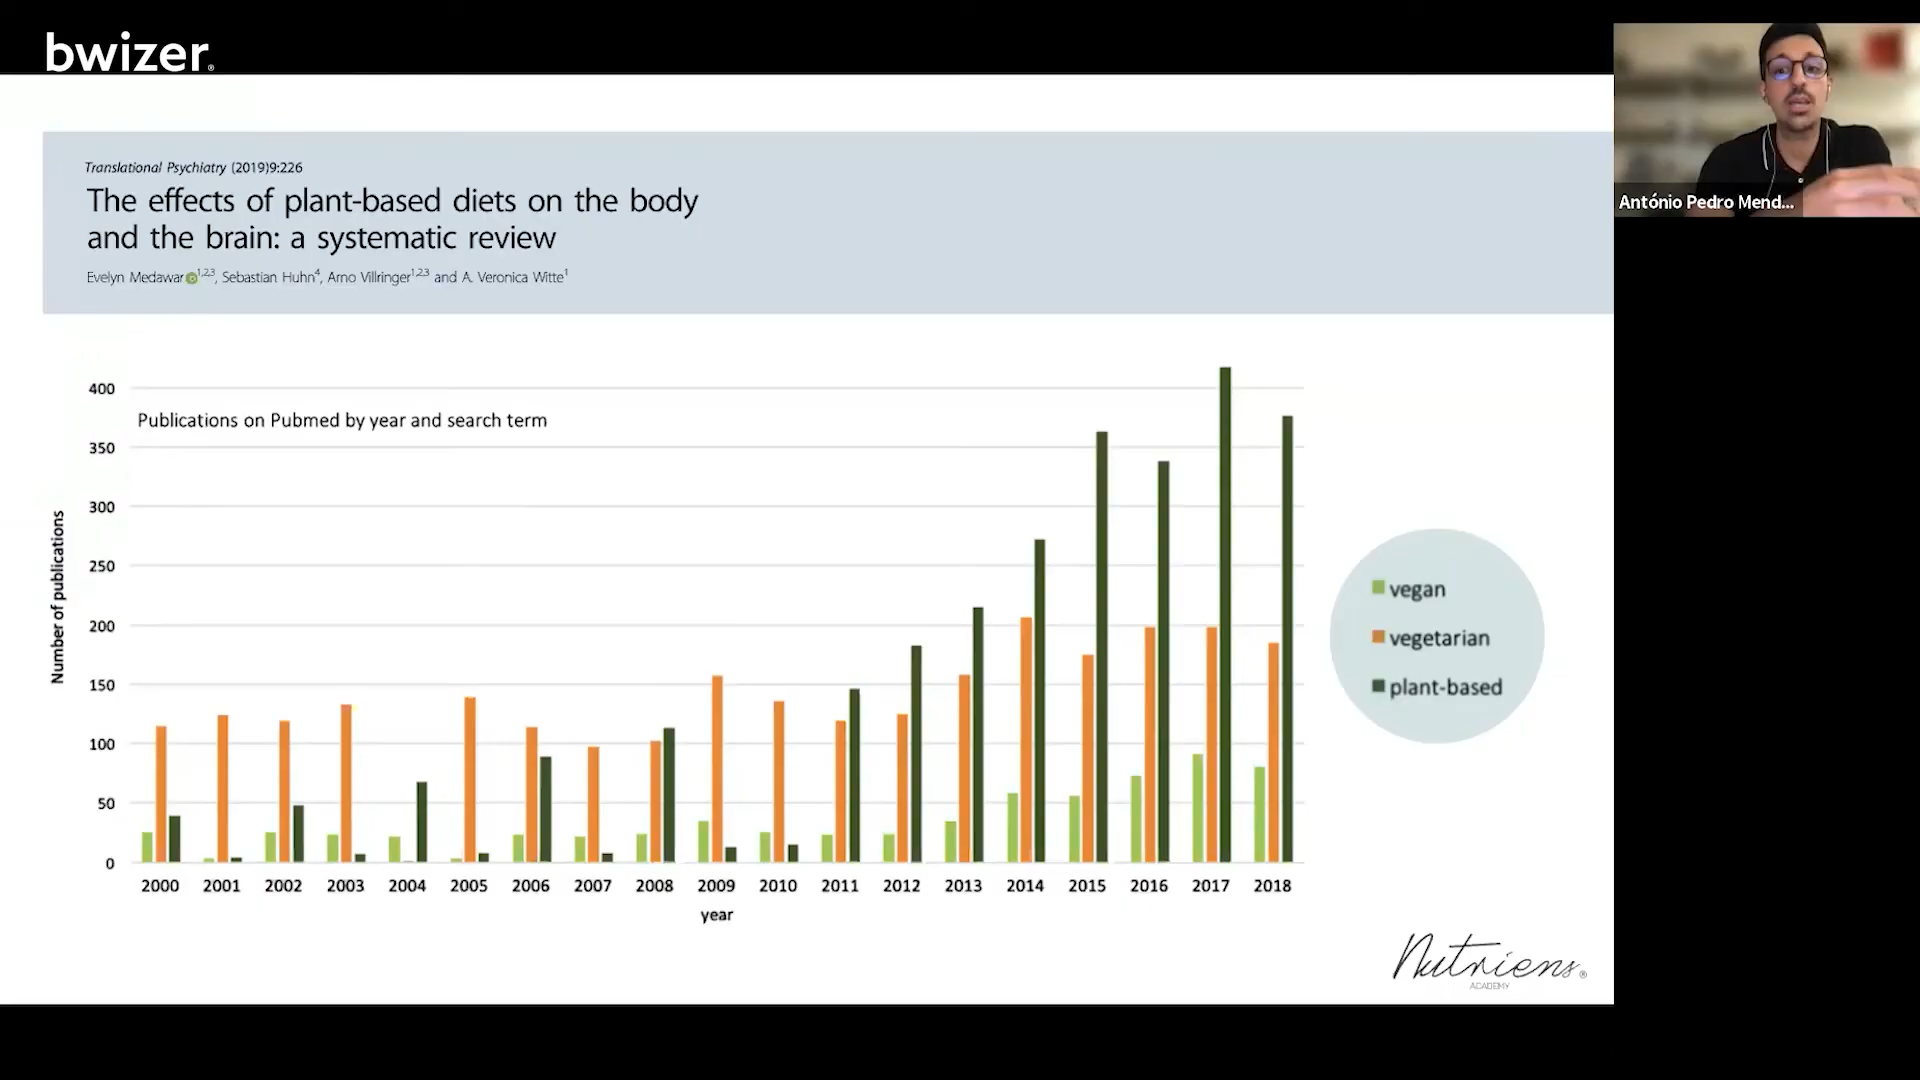 bwizer®
António Pedro Mend...
Translational Psychiatry (2019)9:226
The effects of plant-based diets on the body
and the brain: a systematic review
Evelyn Medawar 1,2,3, Sebastian Huhn4, Arno Villringer1,2,3 and A. Veronica Witte1
400
350
300
250
200
150
100
50
0
Publications on Pubmed by year and search term
Number of publications
2000 2001 2002 2003 2004 2005 2006 2007 2008 2009 2010 2011 2012 2013 2014 2015 2016 2017 2018
year
vegan
vegetarian
plant-based
Nutriens®
ACADEMY